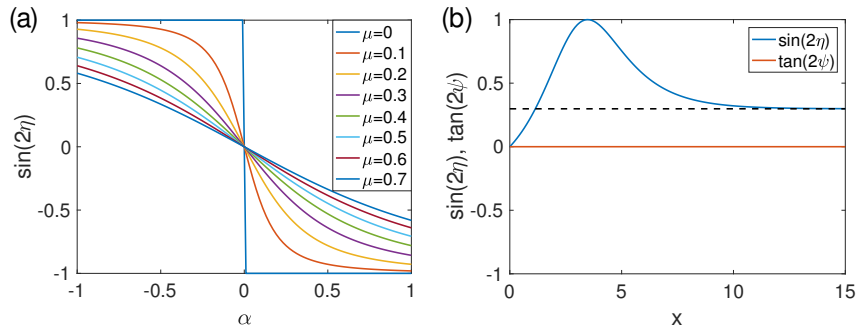 (a)
sin(2η)
1
0.5
0
-0.5
-1
-1
-0.5
0
0.5
1
α
μ=0
μ=0.1
μ=0.2
μ=0.3
μ=0.4
μ=0.5
μ=0.6
μ=0.7
(b)
sin(2η), tan(2ψ)
1
0.5
0
-0.5
-1
0
5
10
15
x
sin(2η)
tan(2ψ)